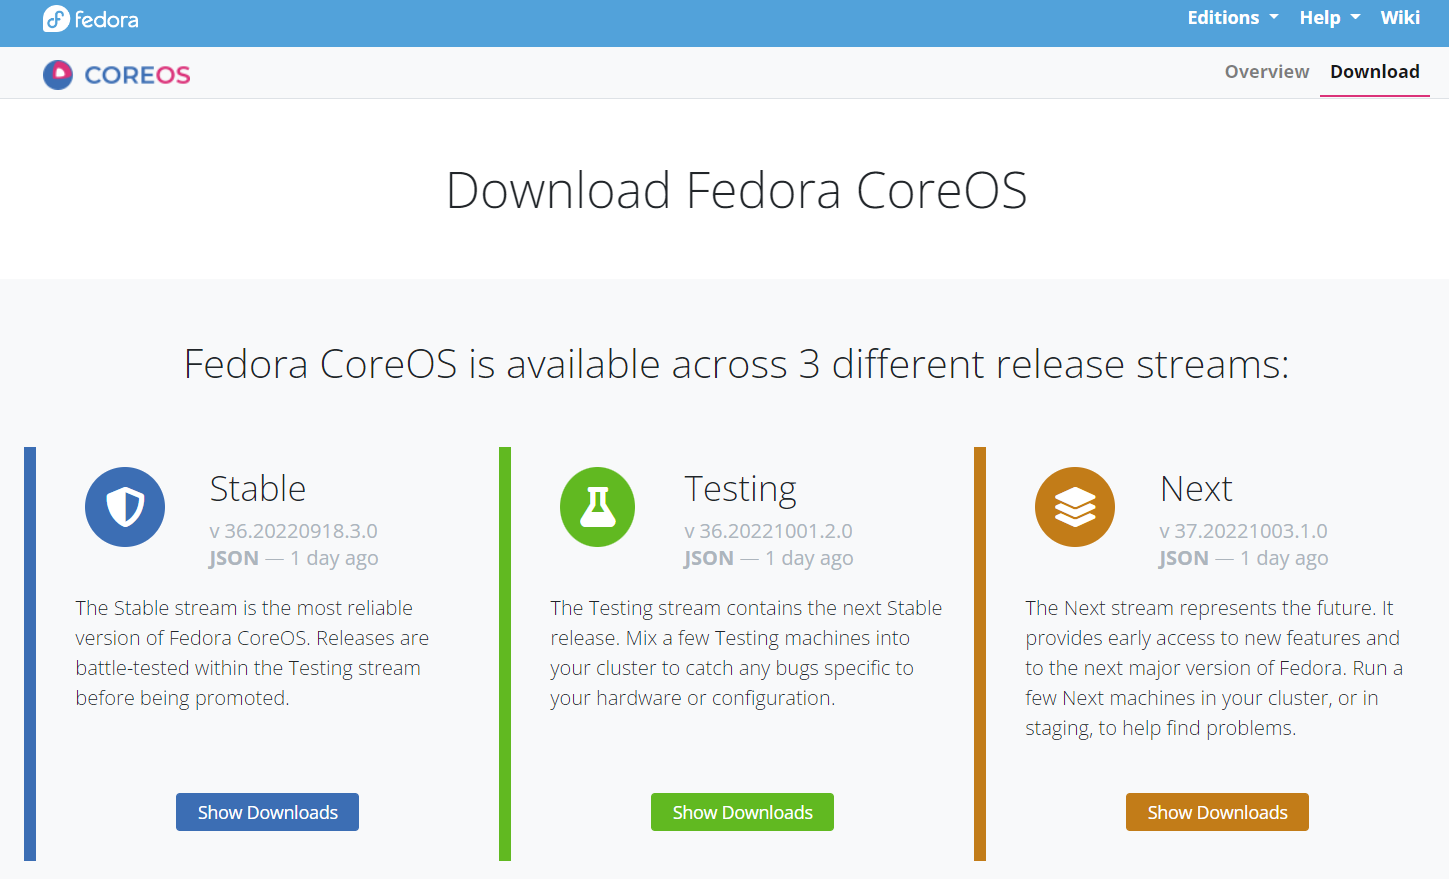 fedora
Editions Help Wiki
COREOS
Overview Download
Download Fedora CoreOS
Fedora CoreOS is available across 3 different release streams:
Stable
v 36.20220918.3.0
JSON — 1 day ago
The Stable stream is the most reliable
version of Fedora CoreOS. Releases are
battle-tested within the Testing stream
before being promoted.
Show Downloads
Testing
v 36.20221001.2.0
JSON — 1 day ago
The Testing stream contains the next Stable
release. Mix a few Testing machines into
your cluster to catch any bugs specific to
your hardware or configuration.
Show Downloads
Next
v 37.20221003.1.0
JSON — 1 day ago
The Next stream represents the future. It
provides early access to new features and
to the next major version of Fedora. Run a
few Next machines in your cluster, or in
staging, to help find problems.
Show Downloads